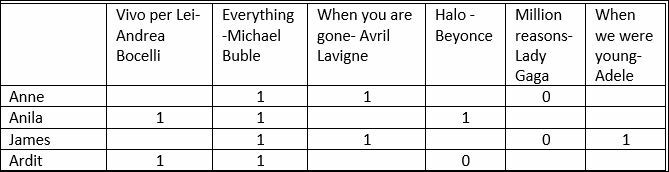 Vivo per Lei- Everything When you are Halo - Million When
Andrea -Michael gone- Avril Beyonce reasons- we were
Bocelli Buble Lavigne Lady young-
Gaga Adele
Anne 1 1 0
Anila 1 1 1
James 1 1 0 1
Ardit 1 1 0